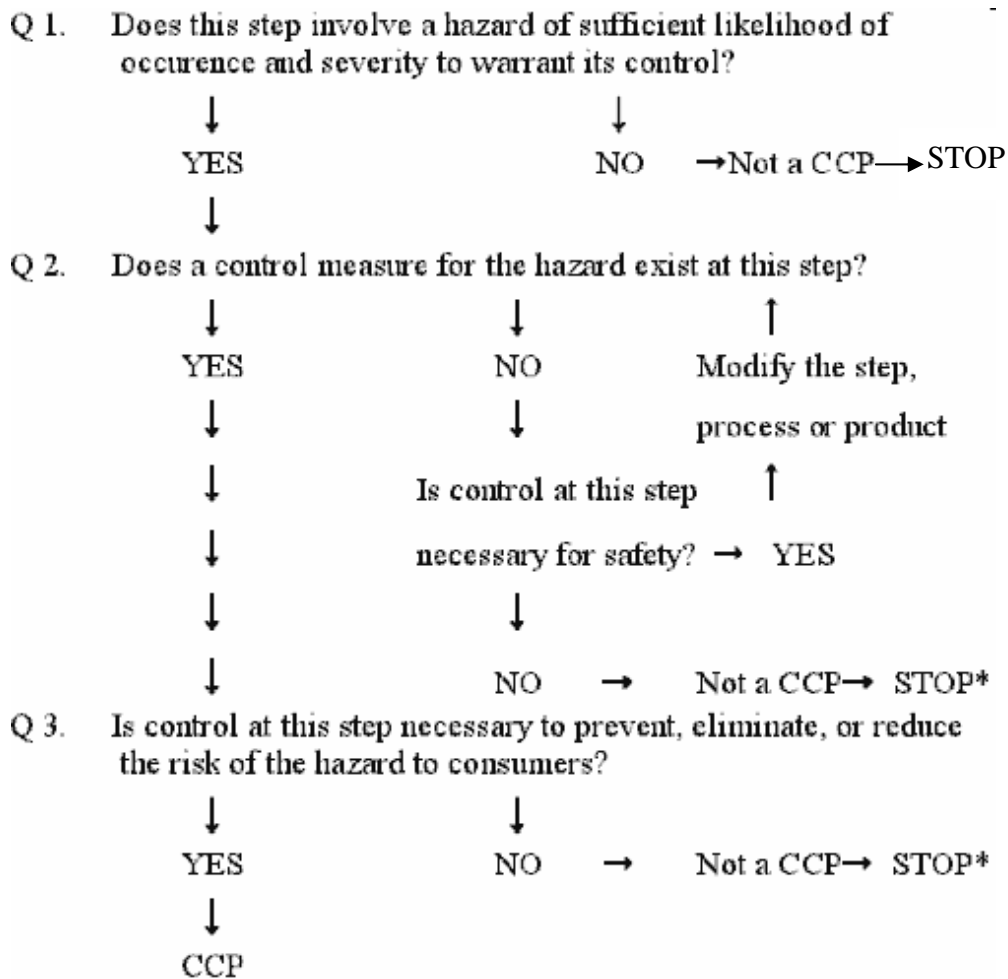 Q 1. Does this step involve a hazard of sufficient likelihood of
occurence and severity to warrant its control?
↓ ↓
YES NO →Not a CCP→STOP
↓
Q 2. Does a control measure for the hazard exist at this step?
↓ ↓ ↑
YES NO Modify the step,
↓ ↓ process or product
↓ Is control at this step ↑
↓ necessary for safety? → YES
↓ ↓
↓ NO → Not a CCP→ STOP*
Q 3. Is control at this step necessary to prevent, eliminate, or reduce
the risk of the hazard to consumers?
↓ ↓
YES NO → Not a CCP→ STOP*
↓
CCP